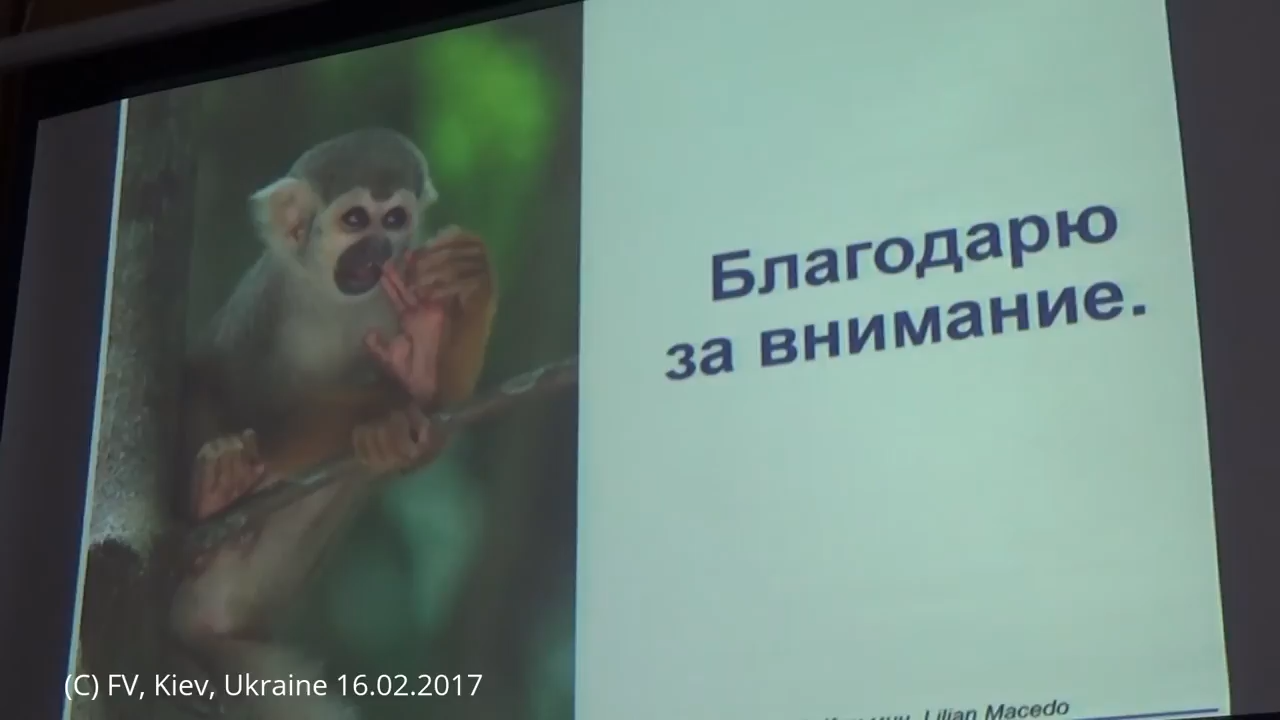 Благодарю
за внимание.
Lilian Macedo
(C) FV, Kiev, Ukraine 16.02.2017